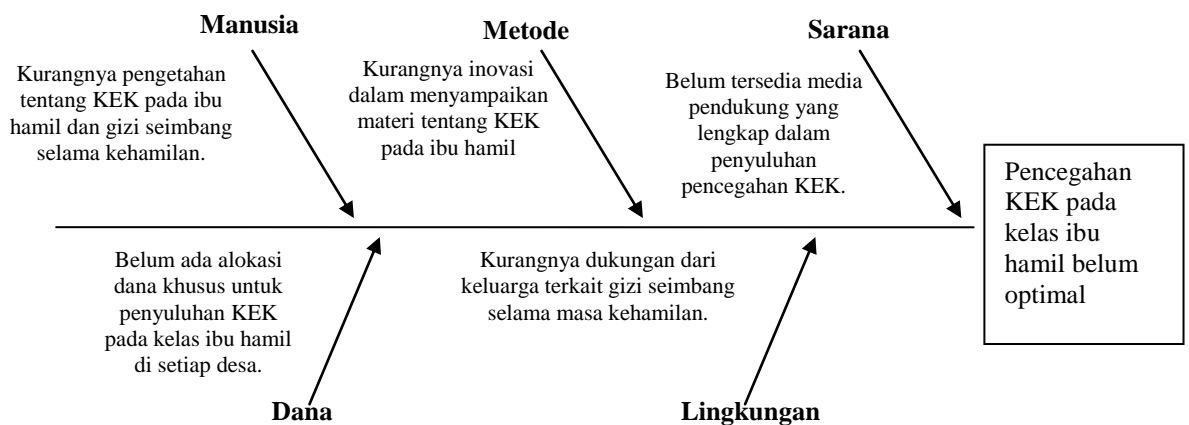 Manusia
Kurangnya pengetahan
tentang KEK pada ibu
hamil dan gizi seimbang
selama kehamilan.
Metode
Kurangnya inovasi
dalam menyampaikan
materi tentang KEK
pada ibu hamil
Sarana
Belum tersedia media
pendukung yang
lengkap dalam
penyuluhan
pencegahan KEK.
Pencegahan
KEK pada
kelas ibu
hamil belum
optimal
Belum ada alokasi
dana khusus untuk
penyuluhan KEK
pada kelas ibu hamil
di setiap desa.
Dana
Kurangnya dukungan dari
keluarga terkait gizi seimbang
selama masa kehamilan.
Lingkungan